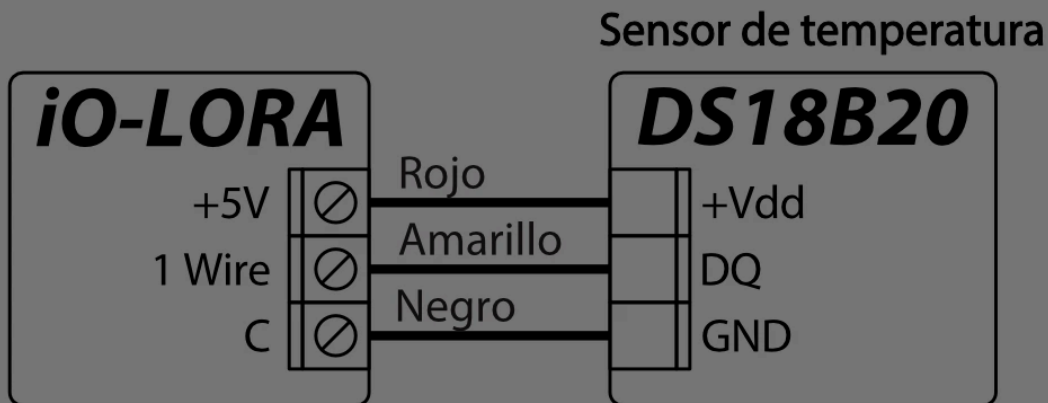 Sensor de temperatura
iO-LORA
DS18B20
+5V
Rojo
+Vdd
1 Wire
Amarillo
DQ
C
Negro
GND